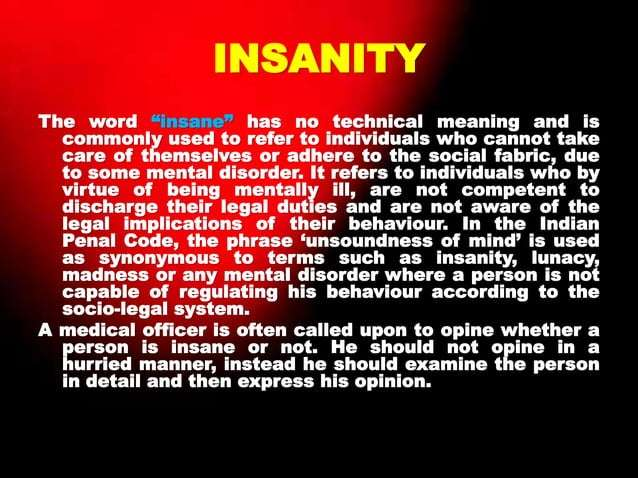 INSANITY
The word “insane” has no technical meaning and is
commonly used to refer to individuals who cannot take
care of themselves or adhere to the social fabric, due
to some mental disorder. It refers to individuals who by
virtue of being mentally ill, are not competent to
discharge their legal duties and are not aware of the
legal implications of their behaviour. In the Indian
Penal Code, the phrase ‘unsoundness of mind’ is used
as synonymous to terms such as insanity, lunacy,
madness or any mental disorder where a person is not
capable of regulating his behaviour according to the
socio-legal system.
A medical officer is often called upon to opine whether a
person is insane or not. He should not opine in a
hurried manner, instead he should examine the person
in detail and then express his opinion.